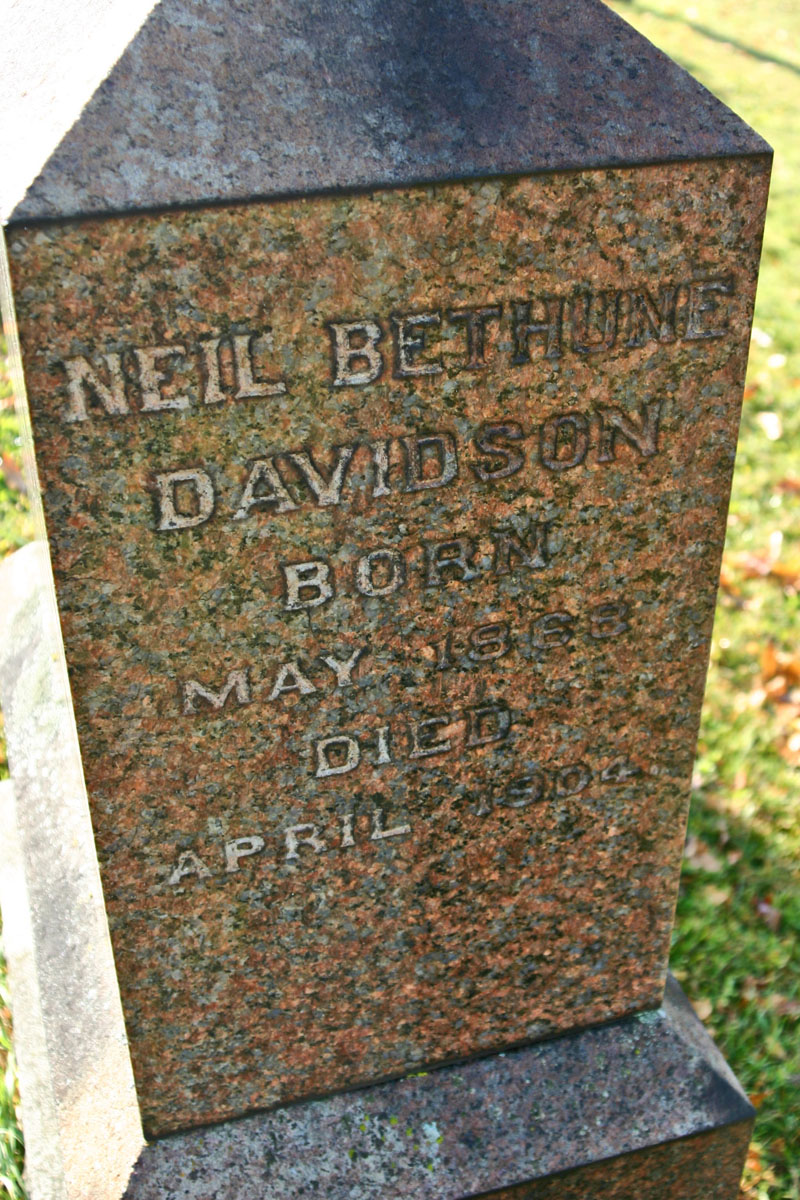 NEIL BETHUNE
DAVIDSON
BORN
MAY 1868
DIED
APRIL 1904.